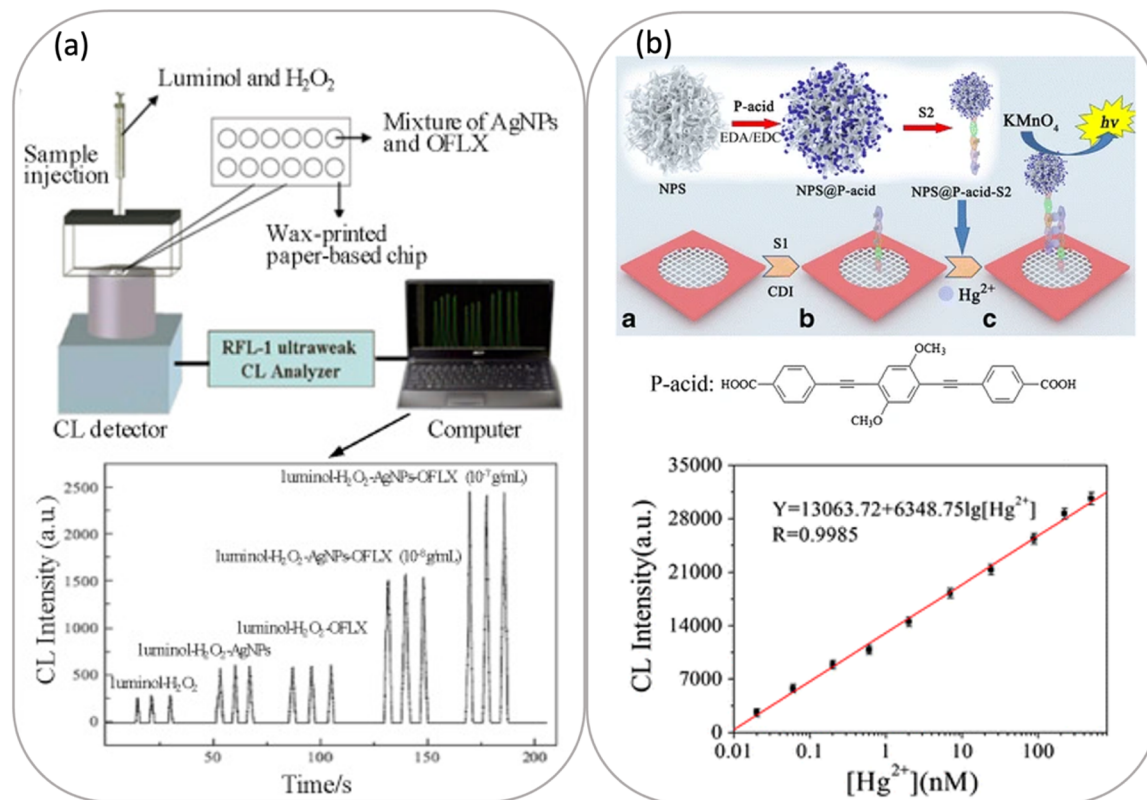 (a)
Luminol and H₂O₂
Sample
injection
Mixture of AgNPs
and OFLX
Wax-printed
paper-based chip
RFL-1 ultraweak
CL Analyzer
CL detector
Computer
luminol-H₂O₂-AgNPs-OFLX (10⁻⁷g/mL)
luminol-H₂O₂-AgNPs-OFLX (10⁻⁸g/mL)
luminol-H₂O₂-OFLX
luminol-H₂O₂-AgNPs
luminol-H₂O₂
CL Intensity (a.u.)
2500
2000
1500
1000
500
0
50
100
150
200
Time/s
(b)
P-acid
EDA/EDC
S2
KMnO₄
hv
NPS
NPS@P-acid
NPS@P-acid-S2
S1
CDI
Hg²⁺
a
b
c
P-acid:
HOOC
OCH₃
CH₃O
COOH
CL Intensity(a.u.)
35000
28000
21000
14000
7000
0
Y=13063.72+6348.75lg[Hg²⁺]
R=0.9985
0.01
0.1
1
10
100
[Hg²⁺](nM)